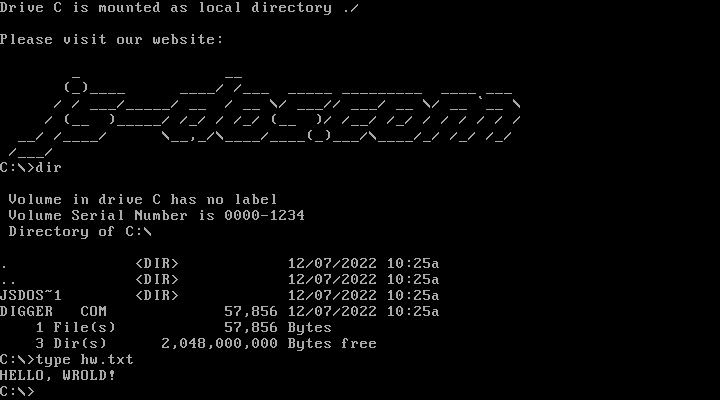 Drive C is mounted as local directory ./
Please visit our website:
js-dos.com
C:\>dir
Volume in drive C has no label
Volume Serial Number is 0000-1234
Directory of C:\
. <DIR> 12/07/2022 10:25a
.. <DIR> 12/07/2022 10:25a
JSDOS~1 <DIR> 12/07/2022 10:25a
DIGGER COM 57,856 12/07/2022 10:25a
1 File(s) 57,856 Bytes
3 Dir(s) 2,048,000,000 Bytes free
C:\>type hw.txt
HELLO, WROLD!
C:\>